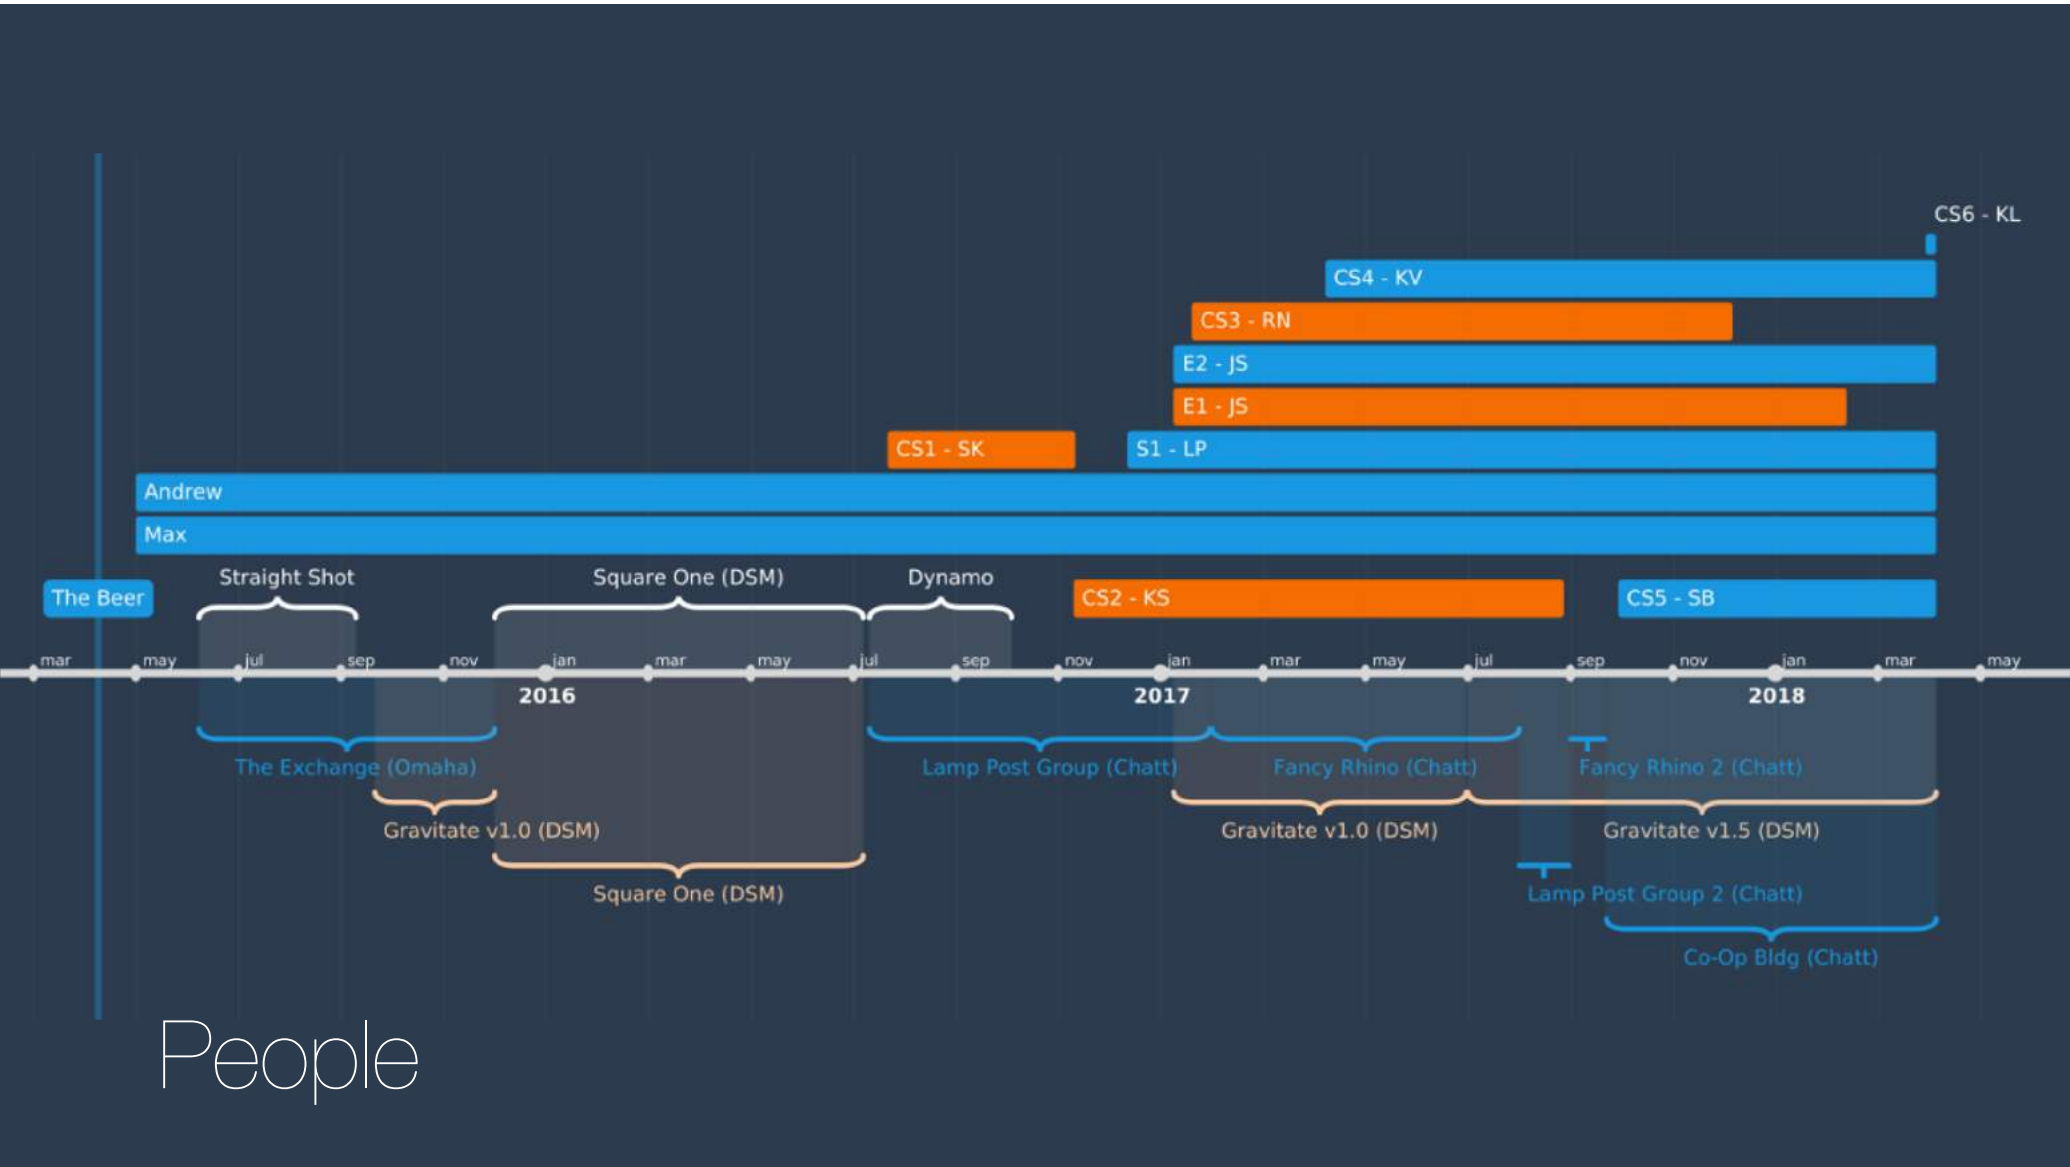 CS6 - KL
CS4 - KV
CS3 - RN
E2 - JS
E1 - JS
CS1 - SK S1 - LP
Andrew
Max
Straight Shot Square One (DSM) Dynamo
The Beer CS2 - KS CS5 - SB
mar may jul sep nov jan mar may jul sep nov jan mar may jul sep nov jan mar may
2016 2017 2018
The Exchange (Omaha) Lamp Post Group (Chatt) Fancy Rhino (Chatt) Fancy Rhino 2 (Chatt)
Gravitate v1.0 (DSM) Gravitate v1.0 (DSM) Gravitate v1.5 (DSM)
Square One (DSM) Lamp Post Group 2 (Chatt)
Co-Op Bldg (Chatt)
People